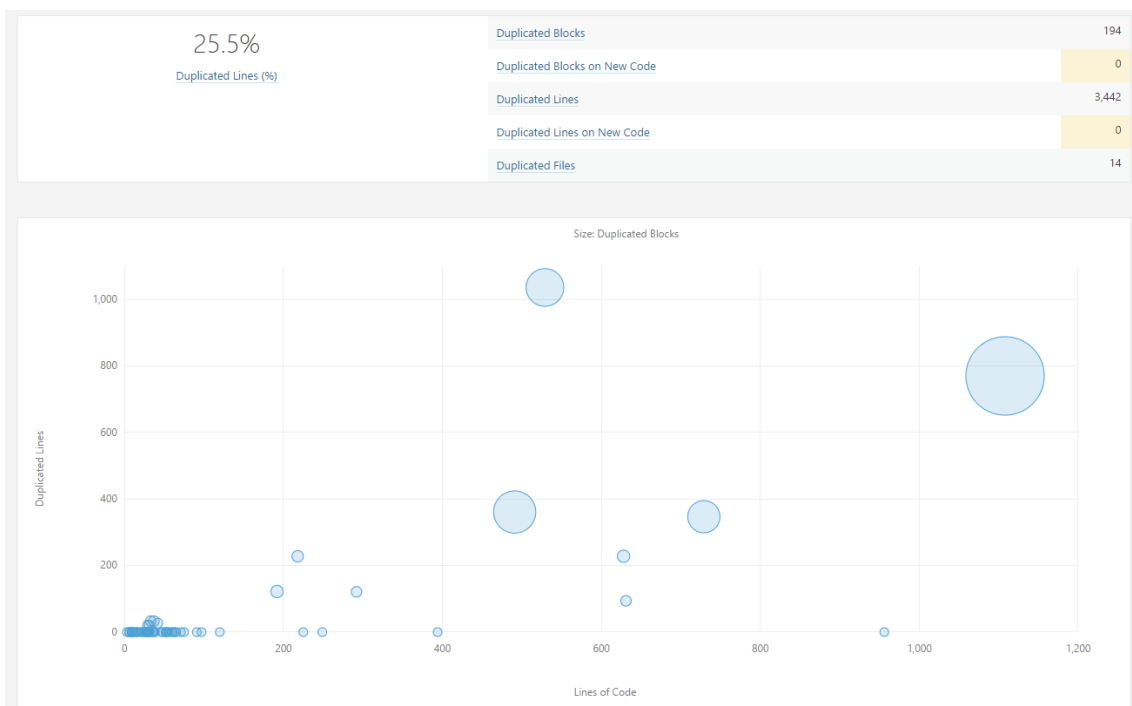 25.5%
Duplicated Lines (%)
Duplicated Blocks 194
Duplicated Blocks on New Code 0
Duplicated Lines 3,442
Duplicated Lines on New Code 0
Duplicated Files 14
Size: Duplicated Blocks
1,000
800
600
400
200
0
Duplicated Lines
0 200 400 600 800 1,000 1,200
Lines of Code